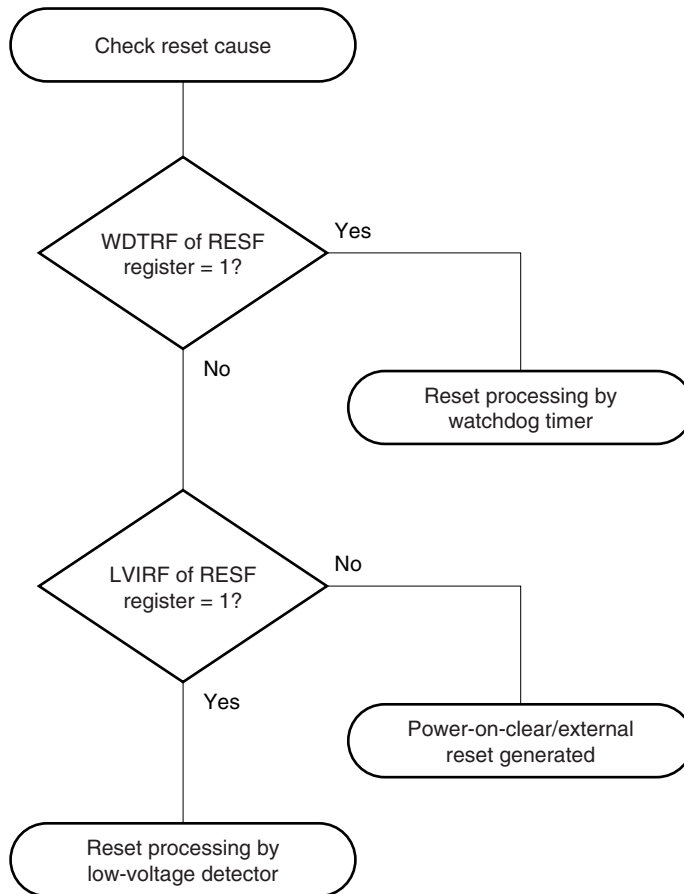 Check reset cause
WDTRF of RESF
register = 1?
Yes
No
Reset processing by
watchdog timer
LVIRF of RESF
register = 1?
No
Yes
Power-on-clear/external
reset generated
Reset processing by
low-voltage detector